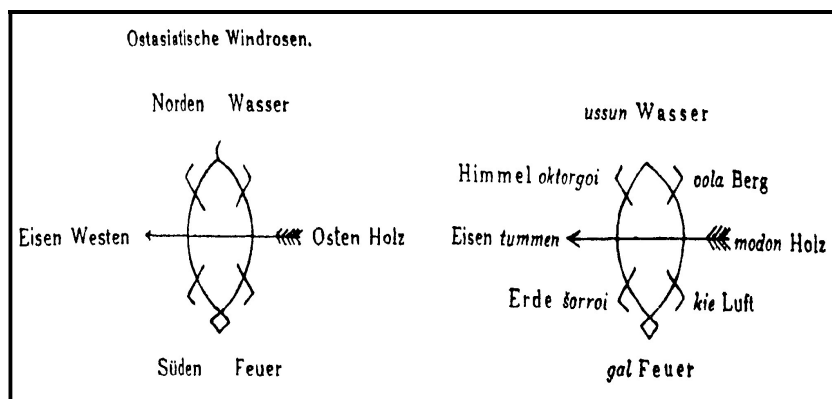 Ostasiatische Windrosen.
Norden Wasser
Eisen Westen
Osten Holz
Süden Feuer
ussun Wasser
Himmel oktorgoi
oola Berg
Eisen tummen
modon Holz
Erde šorroi
kie Luft
gal Feuer